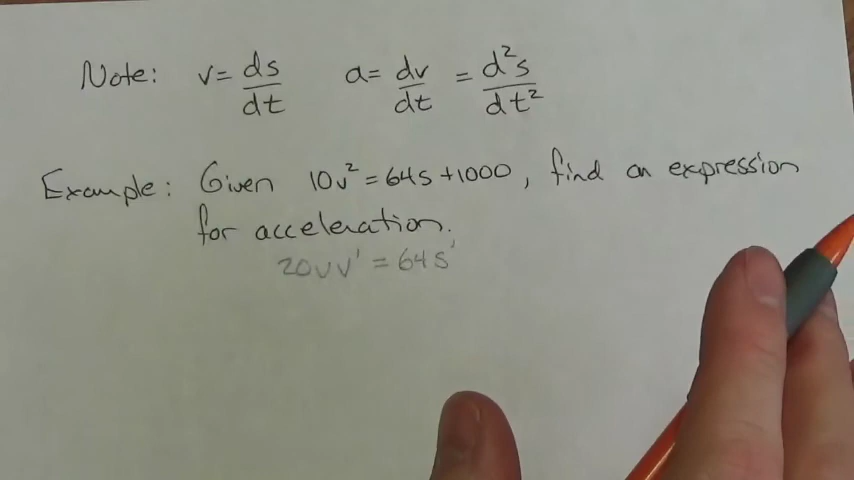 Note: v = ds/dt a = dv/dt = d²s/dt²
Example: Given 10v² = 64s + 1000, find an expression
for acceleration.
20vv' = 64s'